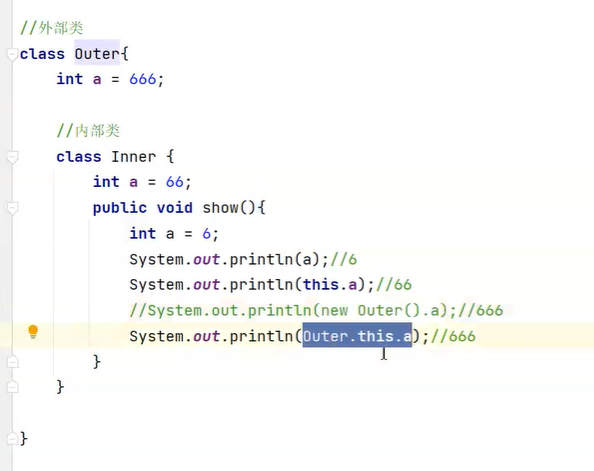 //外部类
class Outer{
    int a = 666;
    //内部类
    class Inner {
        int a = 66;
        public void show(){
            int a = 6;
            System.out.println(a);//6
            System.out.println(this.a);//66
            //System.out.println(new Outer().a);//666
            System.out.println(Outer.this.a);//666
        }
    }
}